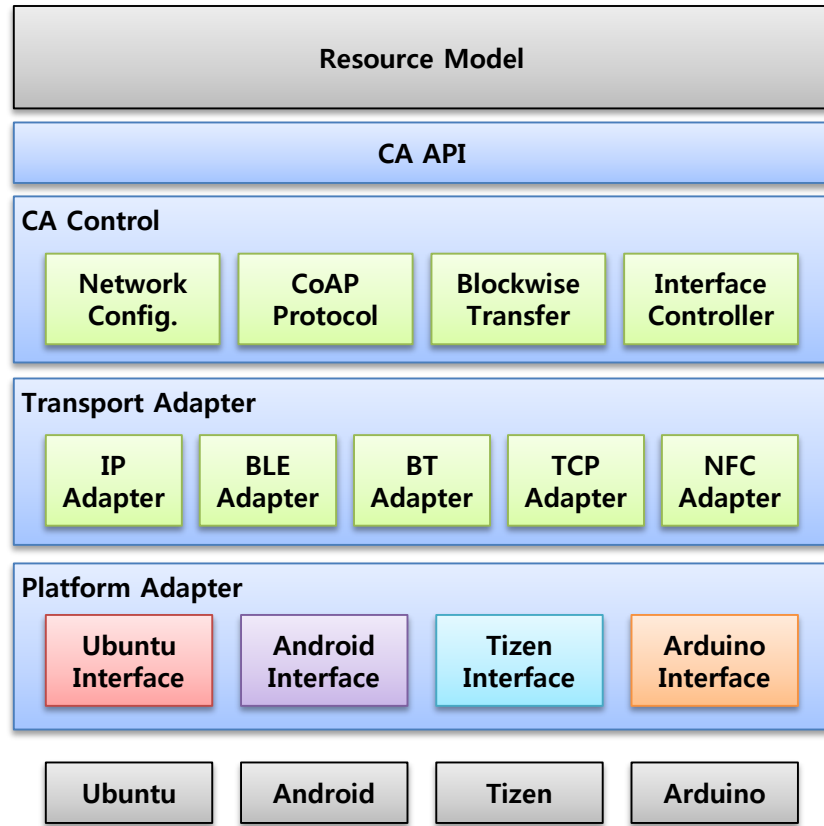 Resource Model
CA API
CA Control
Network
Config.
CoAP
Protocol
Blockwise
Transfer
Interface
Controller
Transport Adapter
IP
Adapter
BLE
Adapter
BT
Adapter
TCP
Adapter
NFC
Adapter
Platform Adapter
Ubuntu
Interface
Android
Interface
Tizen
Interface
Arduino
Interface
Ubuntu
Android
Tizen
Arduino